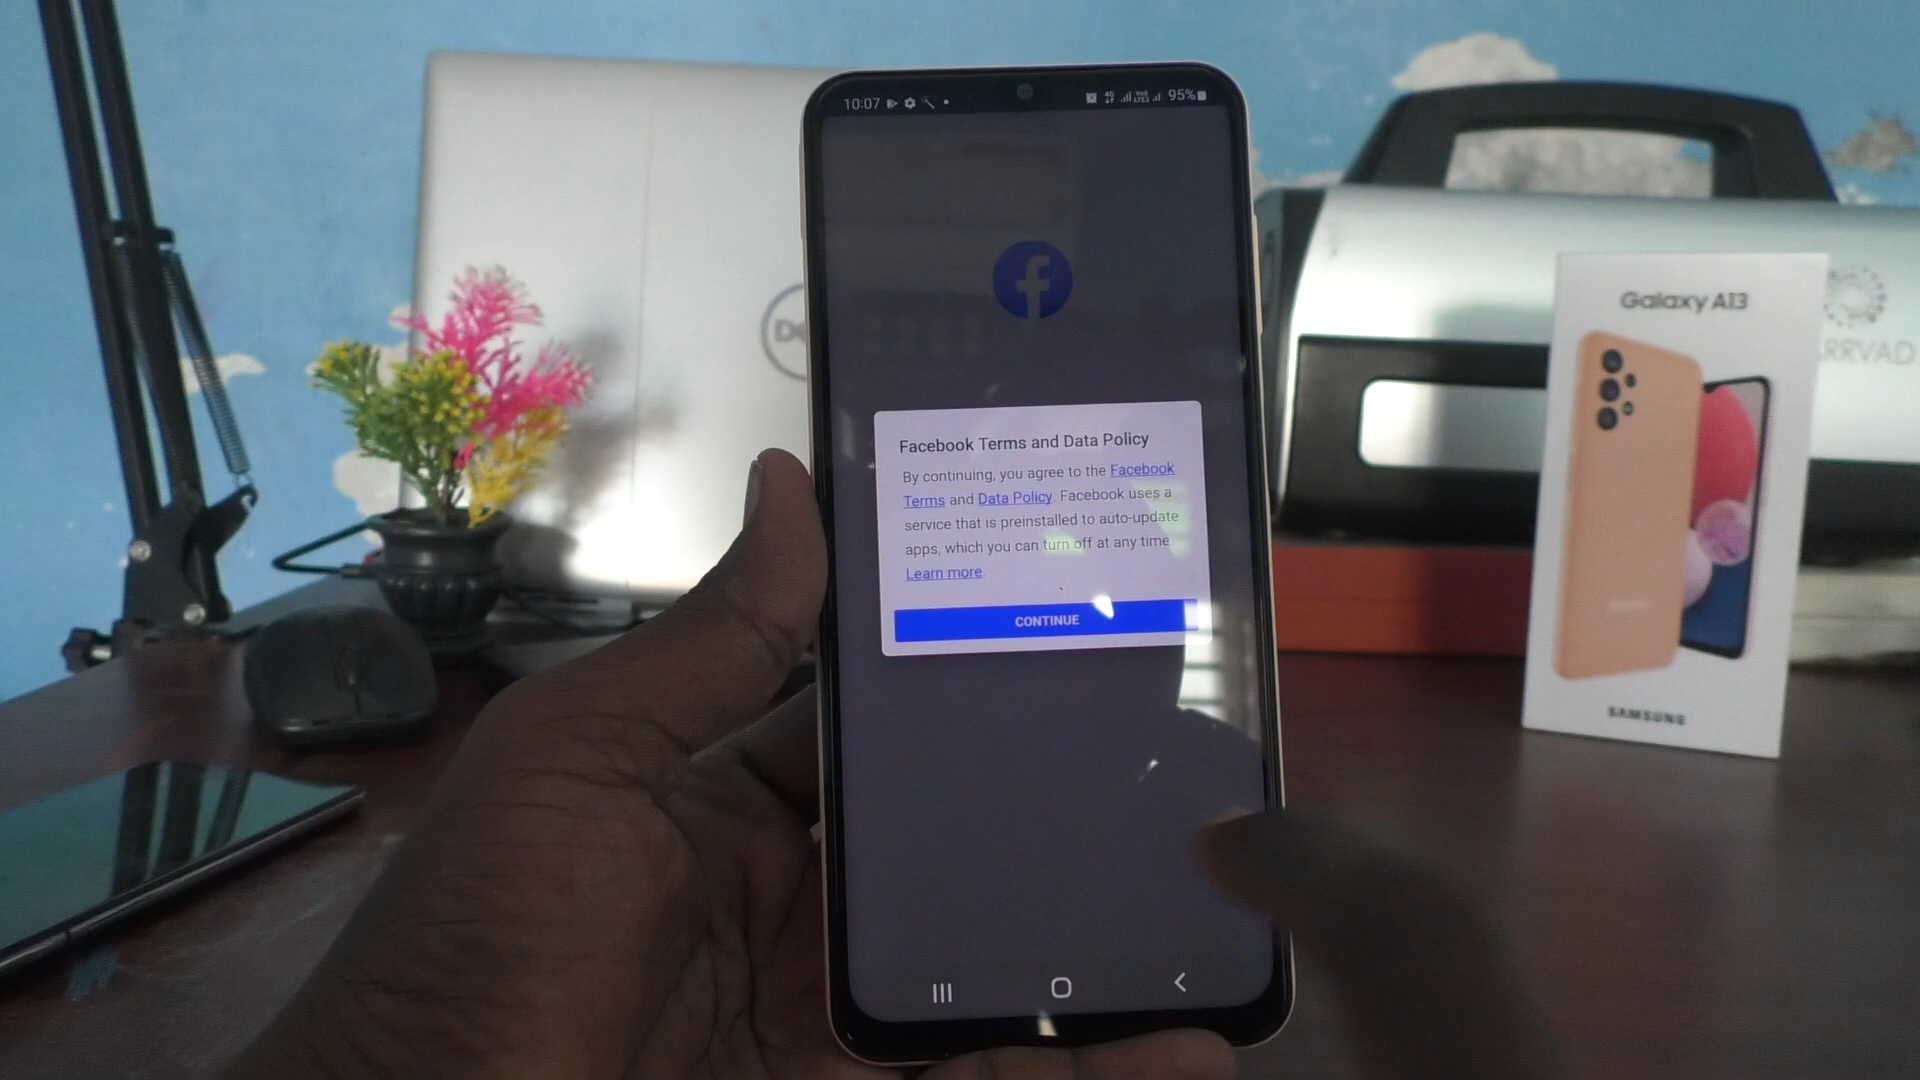 10:07
95%
Facebook Terms and Data Policy
By continuing, you agree to the Facebook
Terms and Data Policy. Facebook uses a
service that is preinstalled to auto-update
apps, which you can turn off at any time.
Learn more.
CONTINUE
Galaxy A13
SAMSUNG
RRVAD